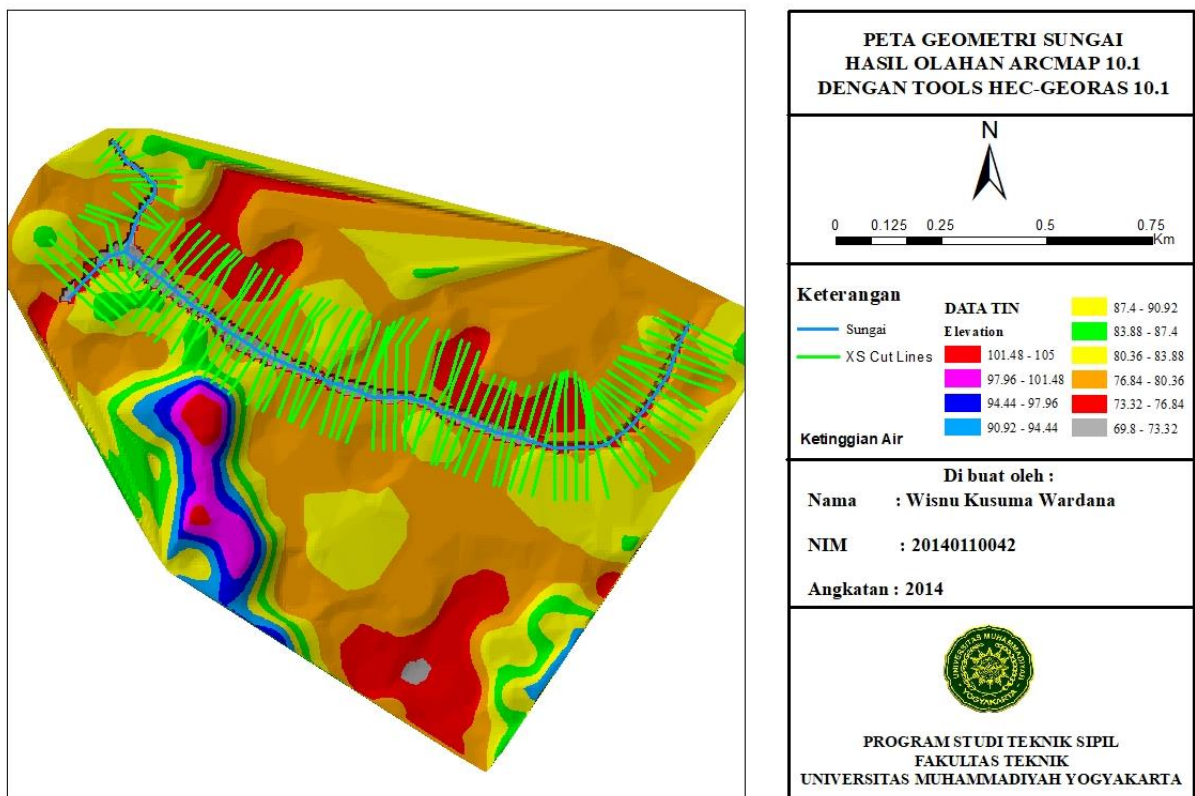 PETA GEOMETRI SUNGAI
HASIL OLAHAN ARCMAP 10.1
DENGAN TOOLS HEC-GEORAS 10.1
N
0 0.125 0.25 0.5 0.75
Km
Keterangan
Sungai
XS Cut Lines
Ketinggian Air
DATA TIN
Elevation
101.48 - 105
97.96 - 101.48
94.44 - 97.96
90.92 - 94.44
87.4 - 90.92
83.88 - 87.4
80.36 - 83.88
76.84 - 80.36
73.32 - 76.84
69.8 - 73.32
Di buat oleh :
Nama : Wisnu Kusuma Wardana
NIM : 20140110042
Angkatan : 2014
UNIVERSITAS MUHAMMADIYAH
YOGYAKARTA
PROGRAM STUDI TEKNIK SIPIL
FAKULTAS TEKNIK
UNIVERSITAS MUHAMMADIYAH YOGYAKARTA